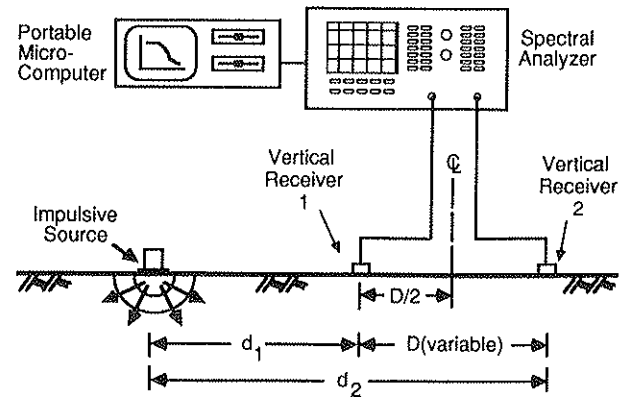 Portable
Micro-
Computer
Spectral
Analyzer
Vertical
Receiver
1
℄
Vertical
Receiver
2
Impulsive
Source
D/2
d1
D(variable)
d2